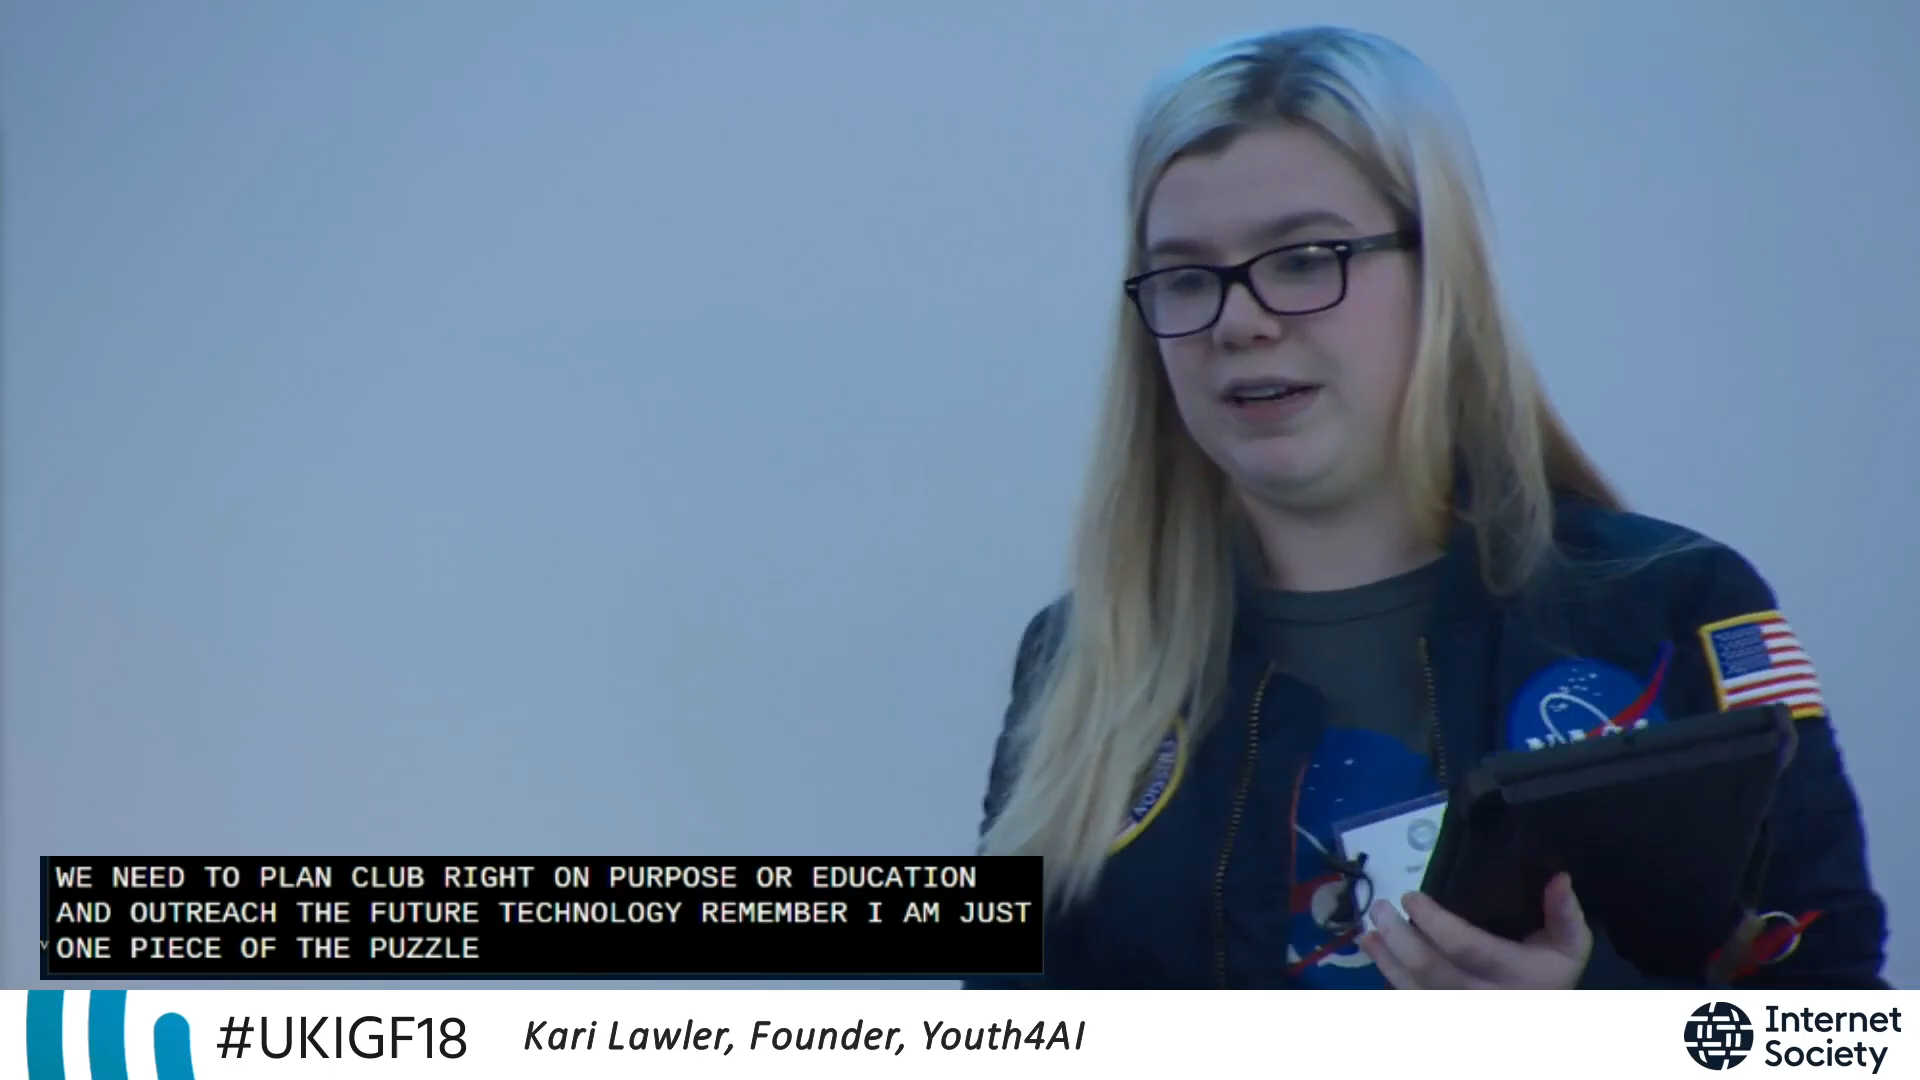 WE NEED TO PLAN CLUB RIGHT ON PURPOSE OR EDUCATION
AND OUTREACH THE FUTURE TECHNOLOGY REMEMBER I AM JUST
ONE PIECE OF THE PUZZLE
#UKIGF18
Kari Lawler, Founder, Youth4AI
Internet
Society